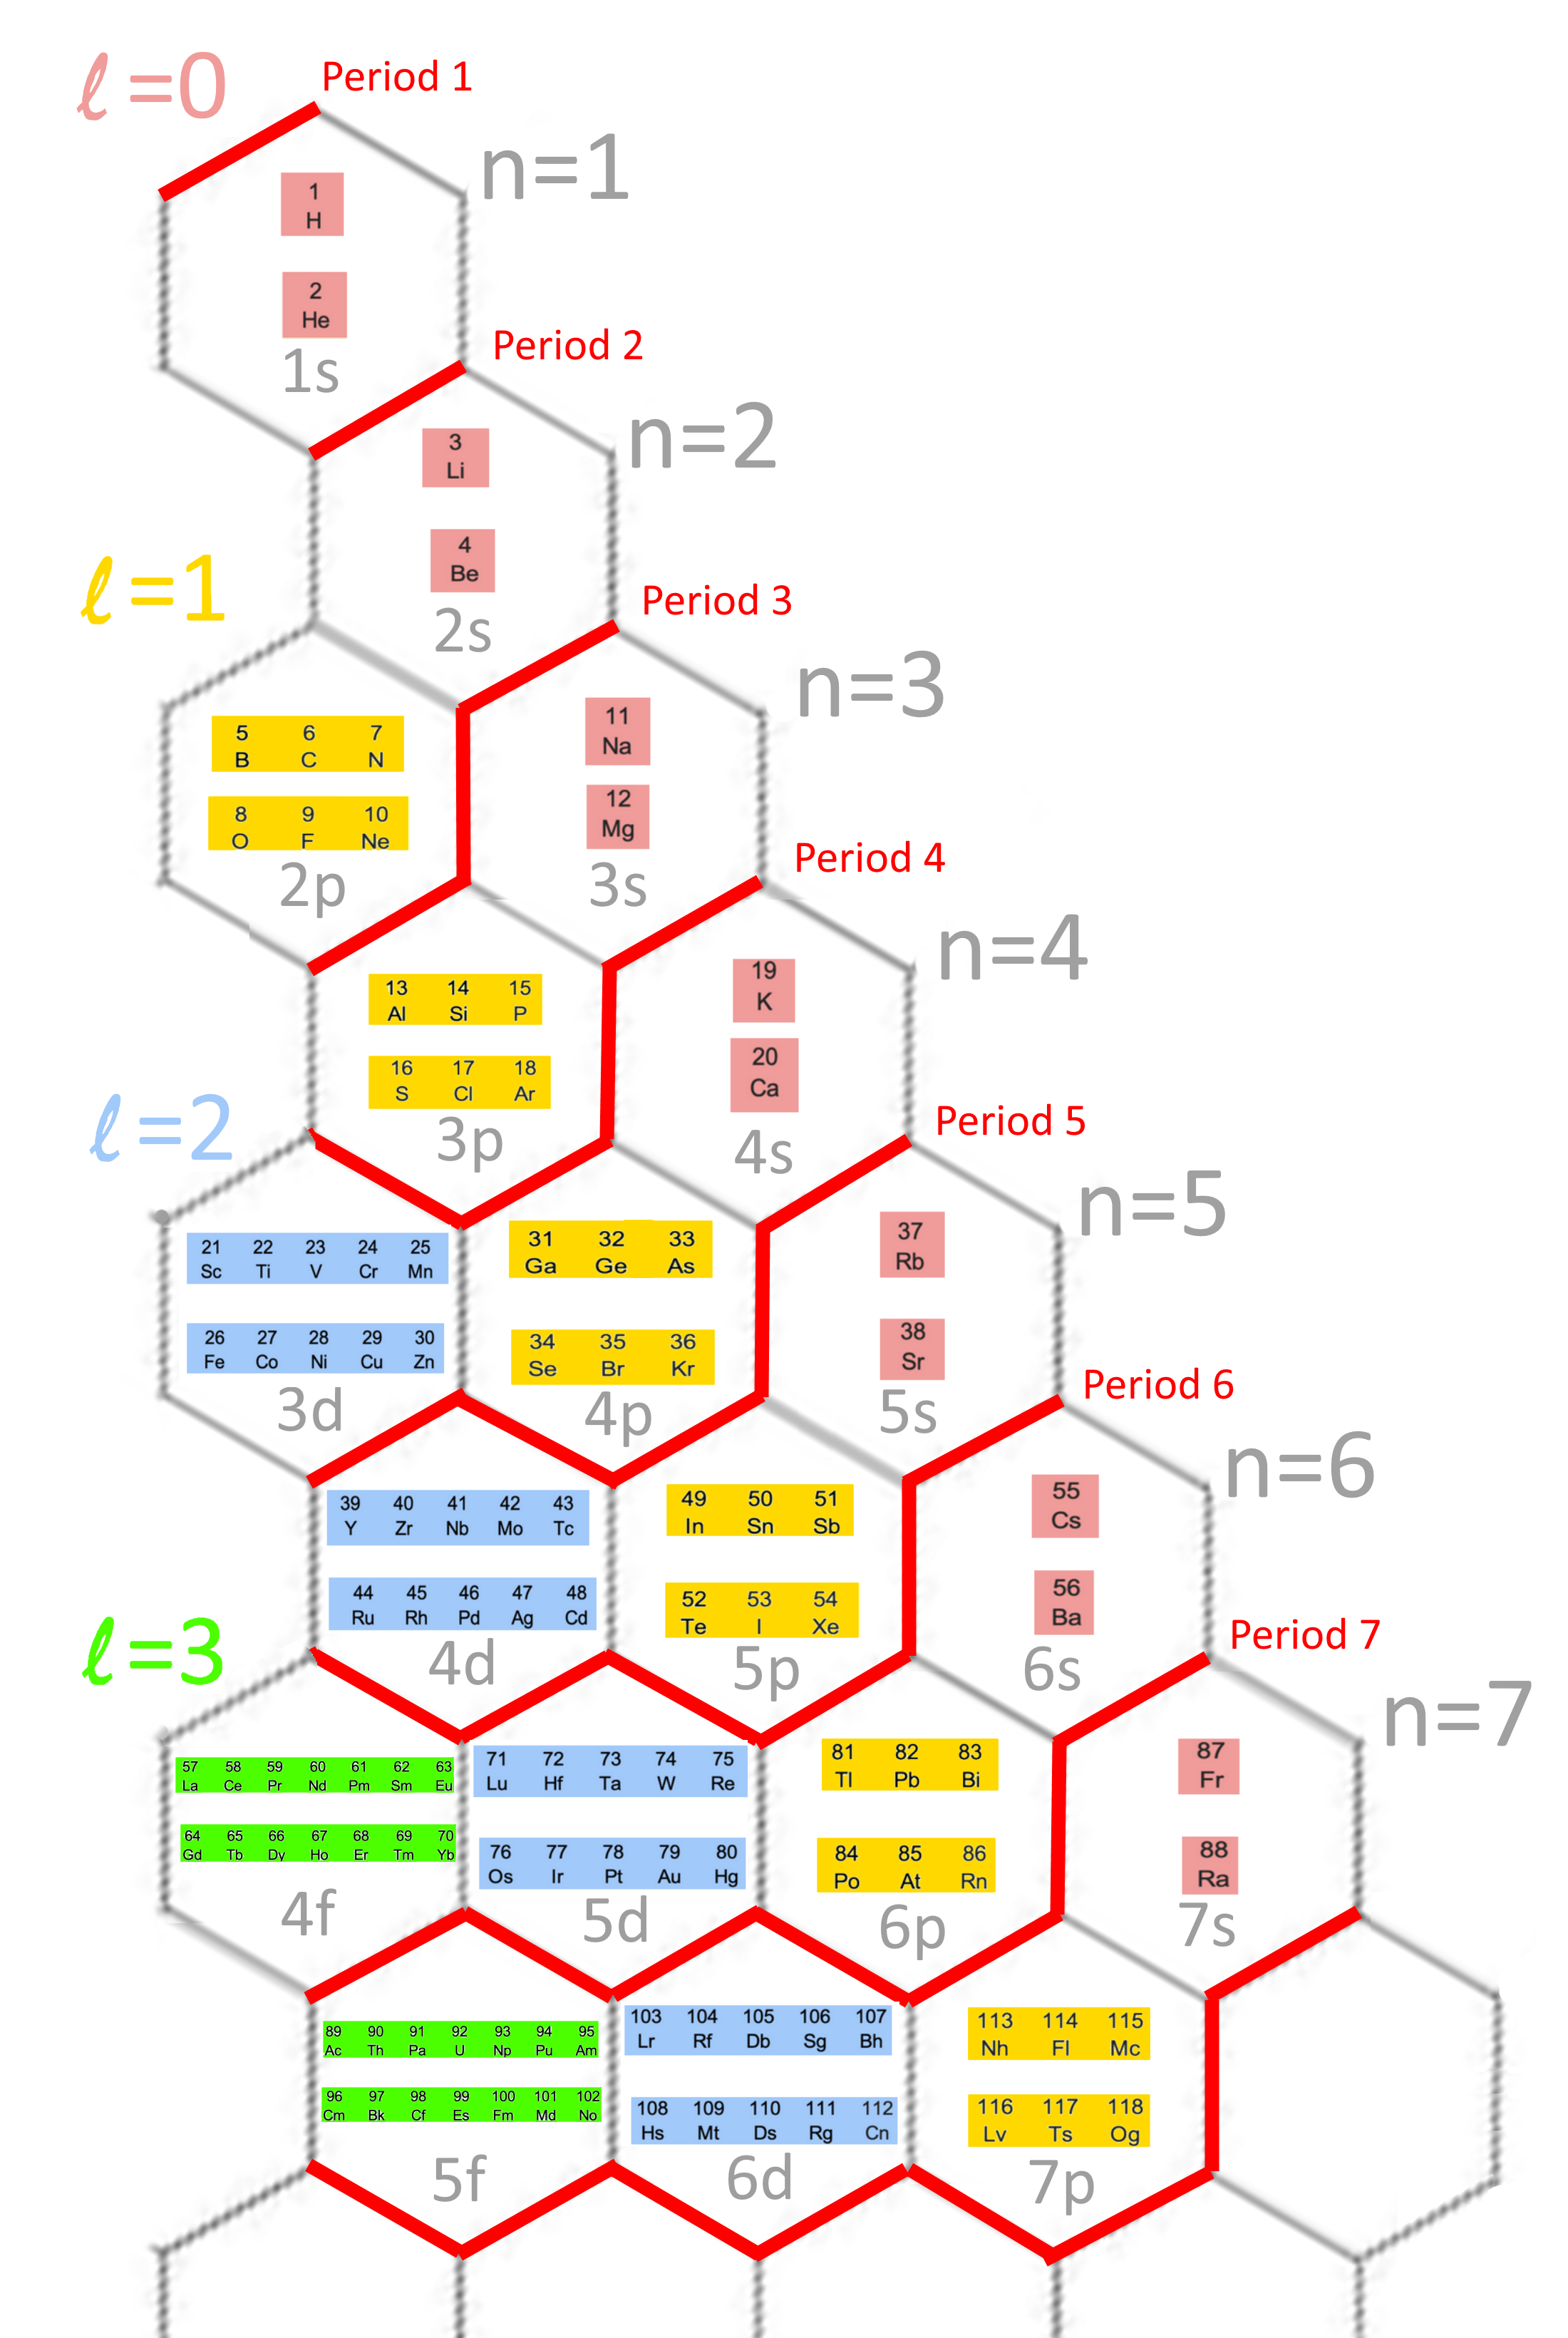 ℓ=0
Period 1
n=1
1
H
2
He
1s
Period 2
n=2
3
Li
4
Be
2s
ℓ=1
Period 3
n=3
5 6 7
B C N
8 9 10
O F Ne
2p
11
Na
12
Mg
3s
Period 4
n=4
13 14 15
Al Si P
16 17 18
S Cl Ar
3p
19
K
20
Ca
4s
ℓ=2
Period 5
n=5
21 22 23 24 25
Sc Ti V Cr Mn
26 27 28 29 30
Fe Co Ni Cu Zn
3d
31 32 33
Ga Ge As
34 35 36
Se Br Kr
4p
37
Rb
38
Sr
5s
Period 6
n=6
39 40 41 42 43
Y Zr Nb Mo Tc
44 45 46 47 48
Ru Rh Pd Ag Cd
4d
49 50 51
In Sn Sb
52 53 54
Te I Xe
5p
55
Cs
56
Ba
6s
ℓ=3
Period 7
n=7
57 58 59 60 61 62 63
La Ce Pr Nd Pm Sm Eu
64 65 66 67 68 69 70
Gd Tb Dy Ho Er Tm Yb
4f
71 72 73 74 75
Lu Hf Ta W Re
76 77 78 79 80
Os Ir Pt Au Hg
5d
81 82 83
Tl Pb Bi
84 85 86
Po At Rn
6p
87
Fr
88
Ra
7s
89 90 91 92 93 94 95
Ac Th Pa U Np Pu Am
96 97 98 99 100 101 102
Cm Bk Cf Es Fm Md No
5f
103 104 105 106 107
Lr Rf Db Sg Bh
108 109 110 111 112
Hs Mt Ds Rg Cn
6d
113 114 115
Nh Fl Mc
116 117 118
Lv Ts Og
7p